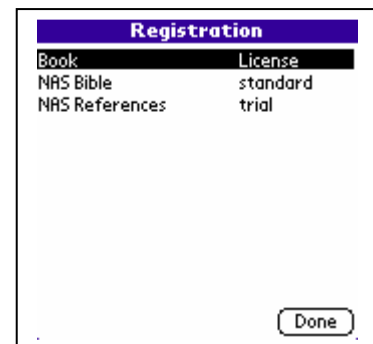 Registration
Book License
NAS Bible standard
NAS References trial
Done